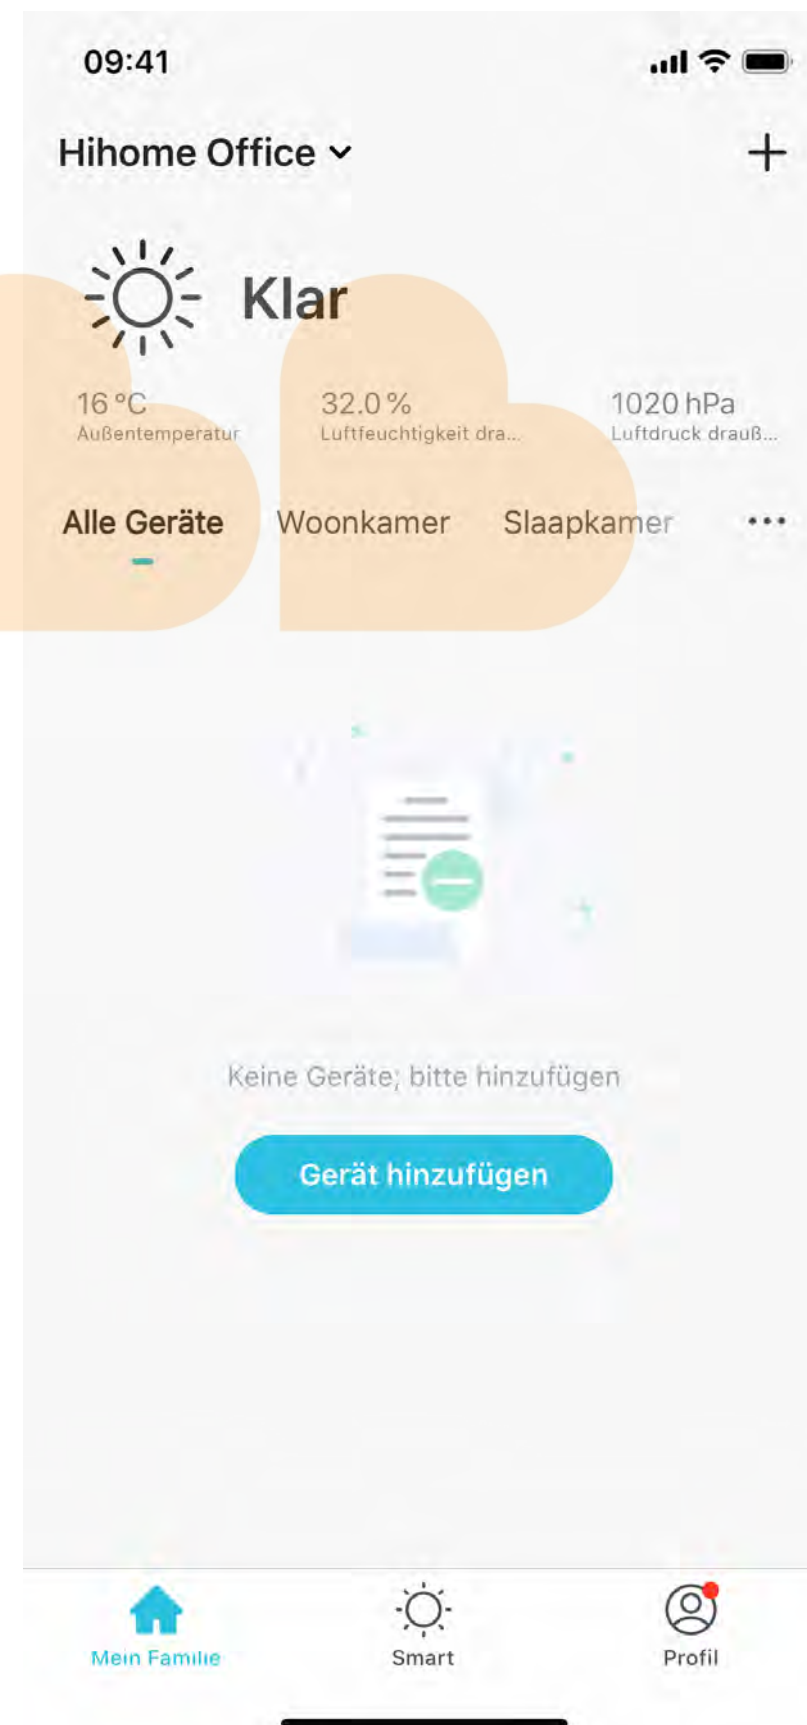 09:41
Hihome Office
Klar
16 °C 32.0 % 1020 hPa
Außentemperatur Luftfeuchtigkeit dra... Luftdruck drauß...
Alle Geräte Woonkamer Slaapkamer
Keine Geräte; bitte hinzufügen
Gerät hinzufügen
Mein Familie Smart Profil